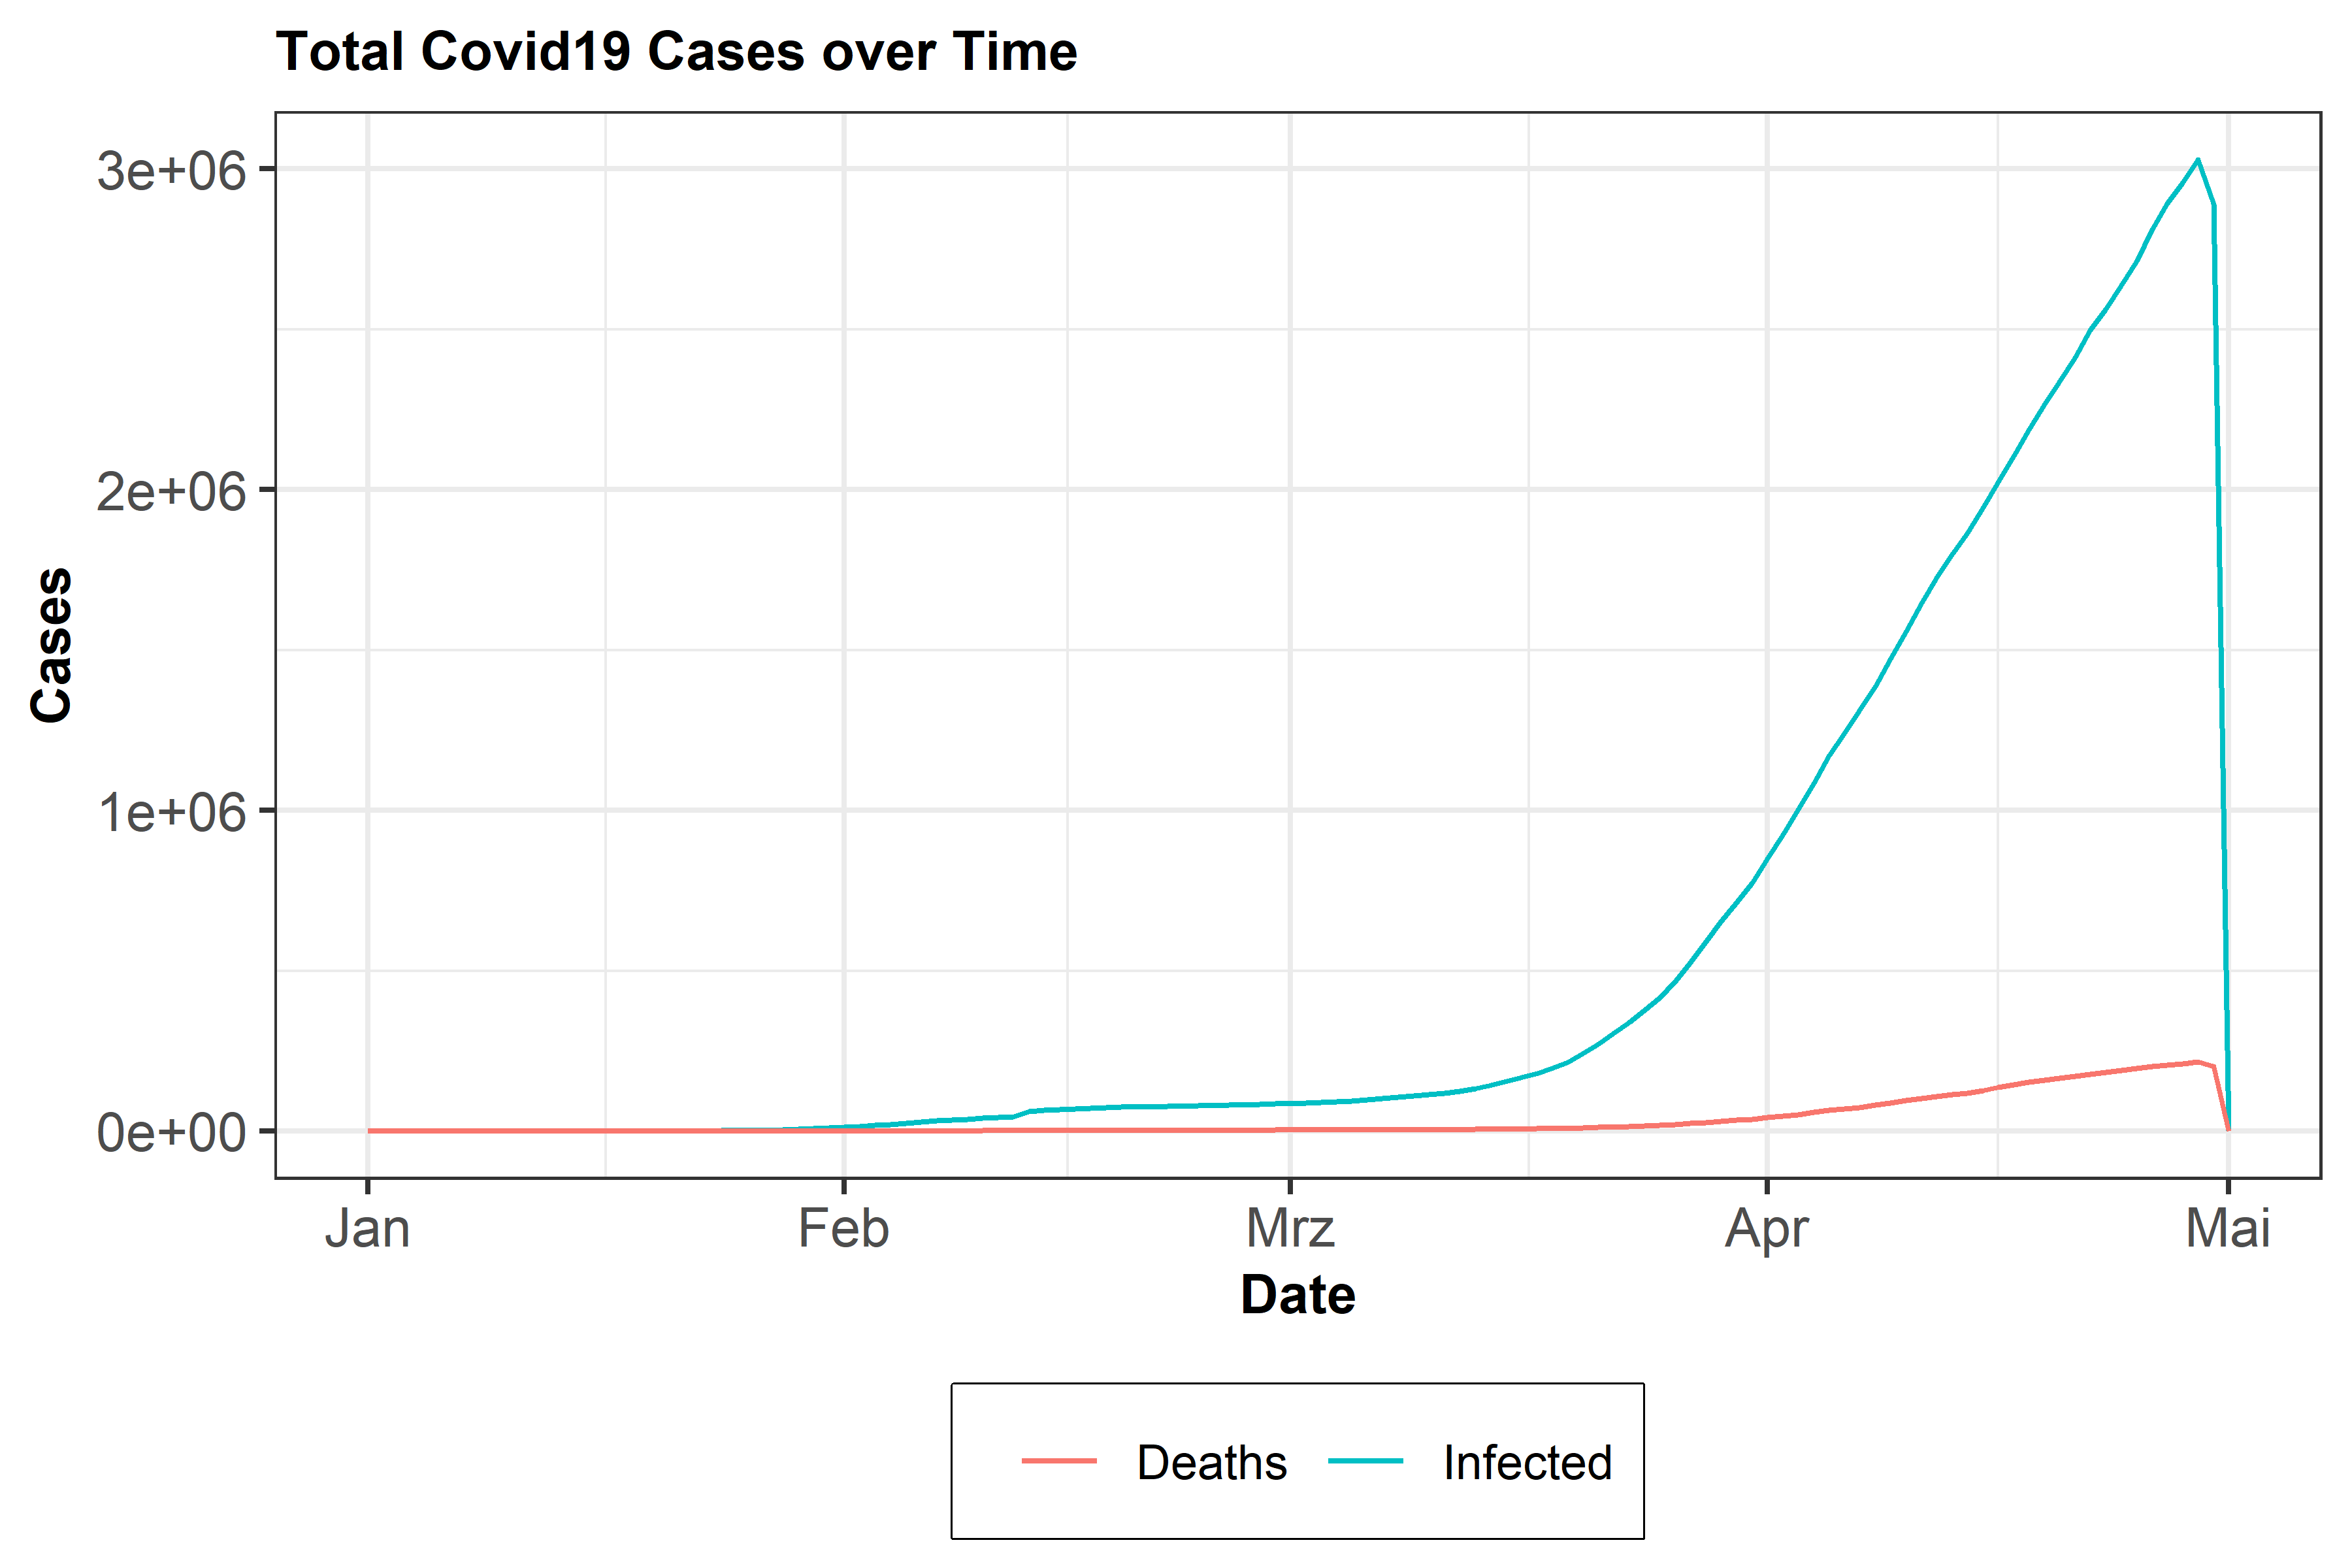 Total Covid19 Cases over Time
3e+06
2e+06
1e+06
0e+00
Cases
Jan Feb Mrz Apr Mai
Date
Deaths Infected